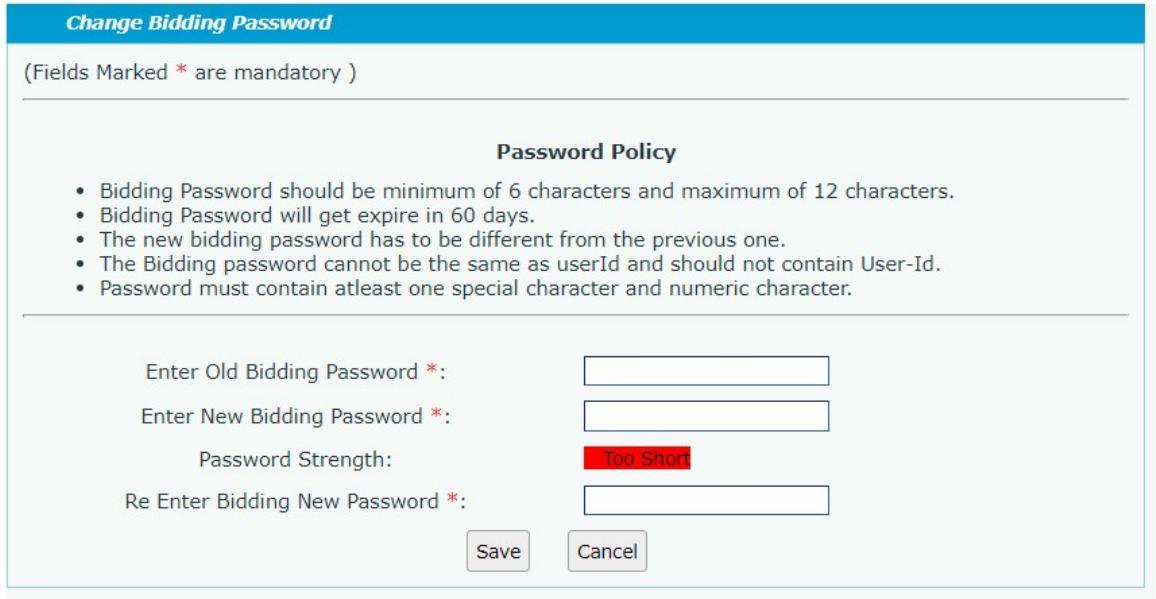 Change Bidding Password
(Fields Marked * are mandatory )
Password Policy
• Bidding Password should be minimum of 6 characters and maximum of 12 characters.
• Bidding Password will get expire in 60 days.
• The new bidding password has to be different from the previous one.
• The Bidding password cannot be the same as userId and should not contain User-Id.
• Password must contain atleast one special character and numeric character.
Enter Old Bidding Password *:
Enter New Bidding Password *:
Password Strength: Too Short
Re Enter Bidding New Password *:
Save Cancel